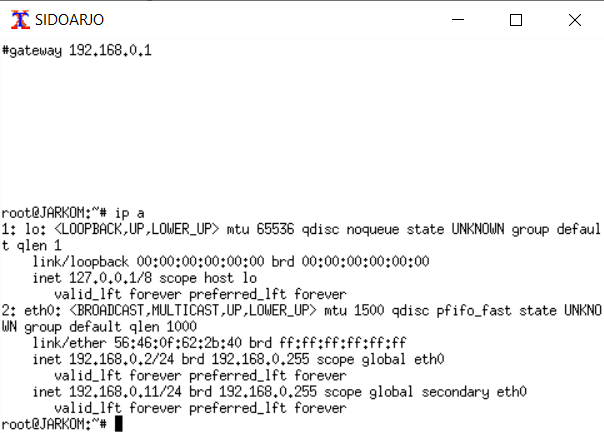 SIDOARJO
#gateway 192.168.0.1
root@JARKOM:~# ip a
1: lo: <LOOPBACK,UP,LOWER_UP> mtu 65536 qdisc noqueue state UNKNOWN group defaul
t qlen 1
    link/loopback 00:00:00:00:00:00 brd 00:00:00:00:00:00
    inet 127.0.0.1/8 scope host lo
       valid_lft forever preferred_lft forever
2: eth0: <BROADCAST,MULTICAST,UP,LOWER_UP> mtu 1500 qdisc pfifo_fast state UNKNO
WN group default qlen 1000
    link/ether 56:46:0f:62:2b:40 brd ff:ff:ff:ff:ff:ff
    inet 192.168.0.2/24 brd 192.168.0.255 scope global eth0
       valid_lft forever preferred_lft forever
    inet 192.168.0.11/24 brd 192.168.0.255 scope global secondary eth0
       valid_lft forever preferred_lft forever
root@JARKOM:~#